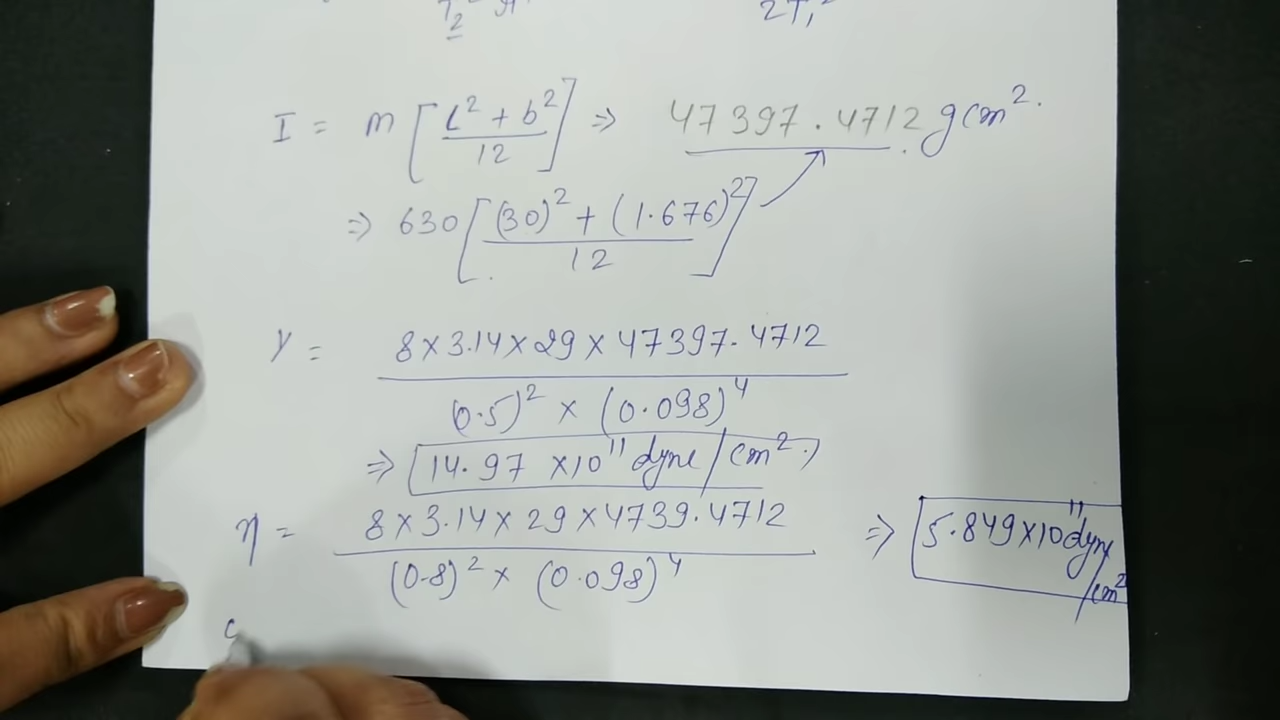 2T₁²
I = m [ (L² + b²) / 12 ] ⇒ 47397.4712 gcm².
⇒ 630 [ ((30)² + (1.676)²) / 12 ]
Y = 8×3.14×29×47397.4712
(0.5)² × (0.098)⁴
⇒ 14.97 ×10¹¹ dyne/cm².
η = 8×3.14×29×4739.4712 ⇒ 5.849×10¹¹ dyne/cm²
(0.8)² × (0.098)⁴